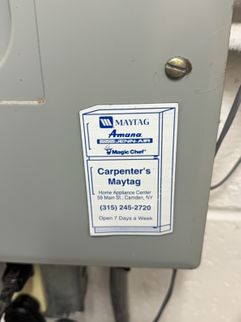 MAYTAG
Amana
JENN-AIR
Magic Chef
Carpenter's
Maytag
Home Appliance Center
59 Main St., Camden, NY
(315) 245-2720
Open 7 Days a Week